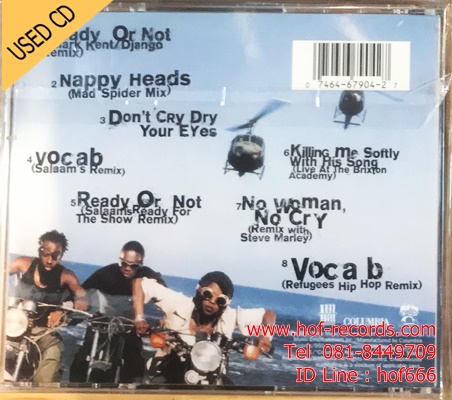 USED CD
Ready Or Not
Mark Kent/Django
Remix)
2 Nappy Heads
(Mad Spider Mix)
3 Don't Cry Dry
Your Eyes
4 vocab
(Salaam's Remix)
5 Ready Or Not
(SalaamsReady For
The Show Remix)
6 Killing me Softly
With His Song
(Live At The Brixton
Academy)
7 No Woman,
No Cry
(Remix with
Steve Marley)
8 Vocab
(Refugees Hip Hop Remix)
0 7464-67904-2 7
COLUMBIA
www.hof-records.com
Tel 081-8449709
ID Line : hof666